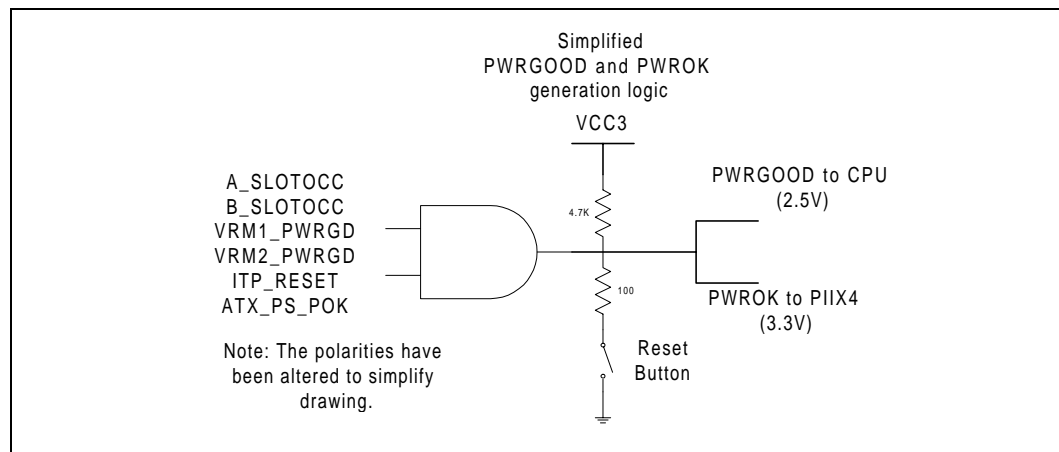 Simplified
PWRGOOD and PWROK
generation logic
VCC3
A_SLOTOCC
B_SLOTOCC
VRM1_PWRGD
VRM2_PWRGD
ITP_RESET
ATX_PS_POK
4.7K
100
PWRGOOD to CPU
(2.5V)
PWROK to PIIX4
(3.3V)
Reset
Button
Note: The polarities have
been altered to simplify
drawing.